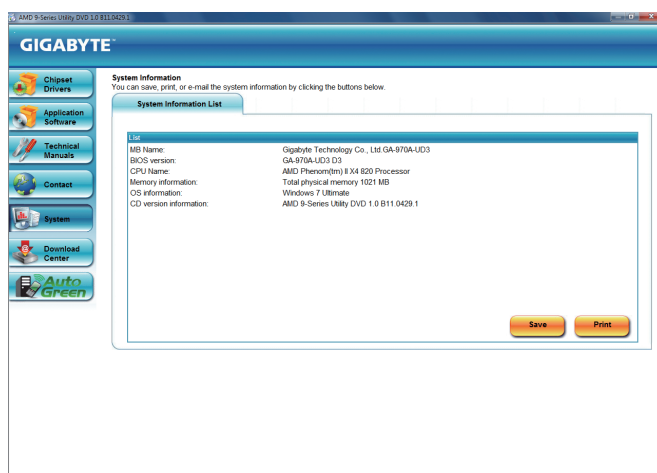 AMD 9-Series Utility DVD 1.0 B11.0429.1
GIGABYTE™
System Information
You can save, print, or e-mail the system information by clicking the buttons below.
System Information List
Chipset
Drivers
Application
Software
Technical
Manuals
Contact
System
Download
Center
Auto
Green
List
MB Name: Gigabyte Technology Co., Ltd.GA-970A-UD3
BIOS version: GA-970A-UD3 D3
CPU Name: AMD Phenom(tm) II X4 820 Processor
Memory information: Total physical memory 1021 MB
OS information: Windows 7 Ultimate
CD version information: AMD 9-Series Utility DVD 1.0 B11.0429.1
Save
Print